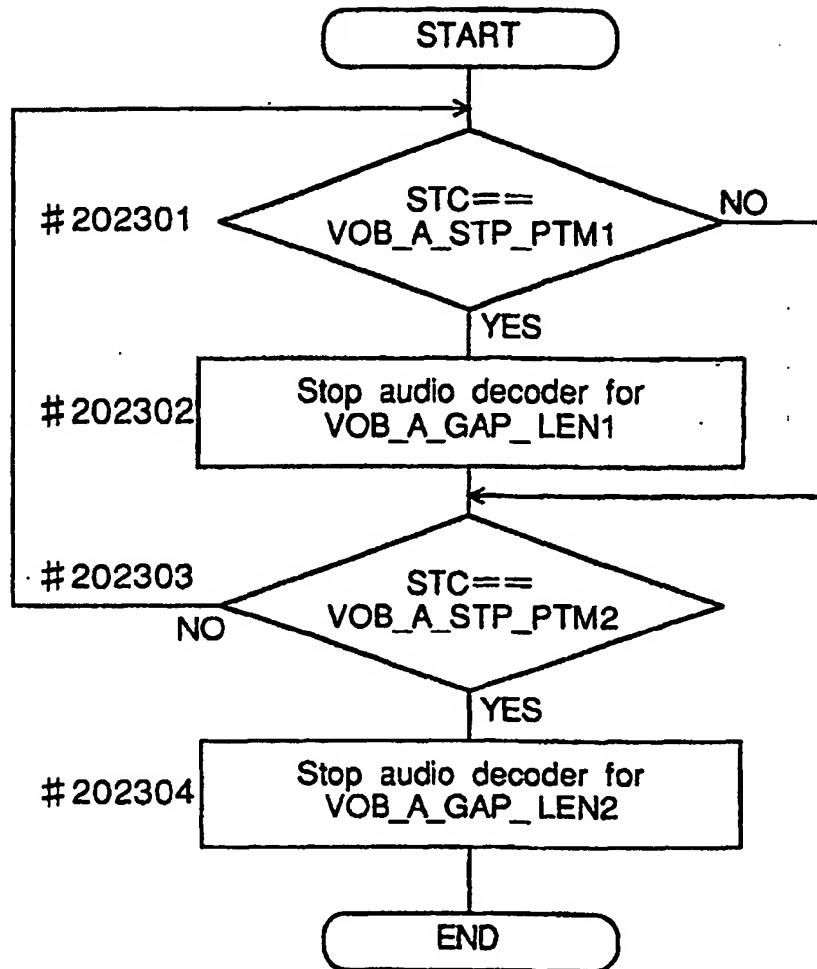 START
#202301
STC==
VOB_A_STP_PTM1
NO
YES
#202302
Stop audio decoder for
VOB_A_GAP_LEN1
#202303
STC==
VOB_A_STP_PTM2
NO
YES
#202304
Stop audio decoder for
VOB_A_GAP_LEN2
END